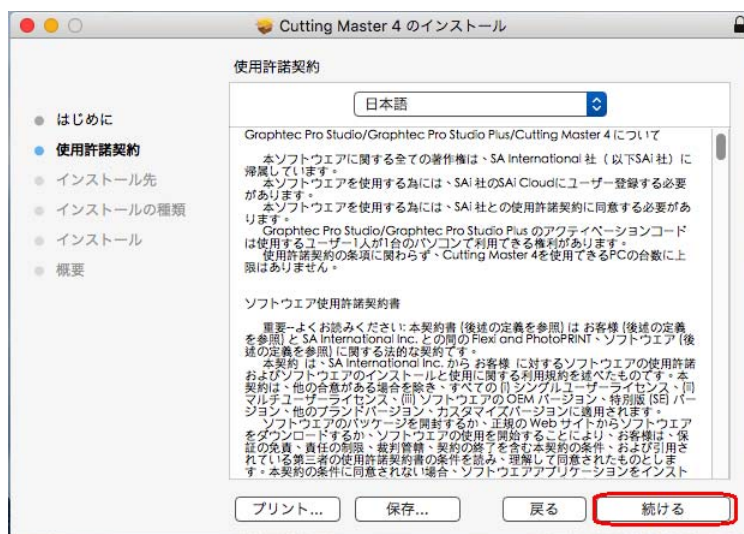 Cutting Master 4 のインストール
使用許諾契約
はじめに
使用許諾契約
インストール先
インストールの種類
インストール
概要
日本語
Graphtec Pro Studio/Graphtec Pro Studio Plus/Cutting Master 4 について
本ソフトウエアに関する全ての著作権は、SA International 社（以下SAi 社）に
帰属しています。
本ソフトウエアを使用する為には、SAi 社のSAi Cloudにユーザー登録する必要
があります。
本ソフトウエアを使用する為には、SAi 社との使用許諾契約に同意する必要があ
ります。
Graphtec Pro Studio/Graphtec Pro Studio Plus のアクティベーションコード
は使用するユーザー1人が1台のパソコンで利用できる権利があります。
使用許諾契約の条項に関わらず、Cutting Master 4を使用できるPCの台数に上
限はありません。
ソフトウエア使用許諾契約書
重要--よくお読みください: 本契約書 (後述の定義を参照) は お客様 (後述の定義
を参照) と SA International Inc. との間の Flexi and PhotoPRINT、ソフトウェア (後
述の定義を参照) に関する法的な契約です。
本契約 は、SA International Inc. から お客様 に対するソフトウェアの使用許諾
およびソフトウェアのインストールと使用に関する利用規約を述べたものです。本
契約は、他の合意がある場合を除き、すべての (i) シングルユーザーライセンス、(ii)
マルチユーザーライセンス、(iii) ソフトウェアの OEM バージョン、特別版 (SE) バー
ジョン、他のブランドバージョン、カスタマイズバージョンに適用されます。
ソフトウェアのパッケージを開封するか、正規の Web サイトからソフトウェア
をダウンロードするか、ソフトウェアの使用を開始することにより、お客様は、保
証の免責、責任の制限、裁判管轄、契約の終了を含む本契約の条件、および引用さ
れている第三者の使用許諾契約書の条件を読み、理解して同意されたものとしま
す。本契約の条件に同意されない場合、ソフトウェアアプリケーションをインスト
プリント...
保存...
戻る
続ける